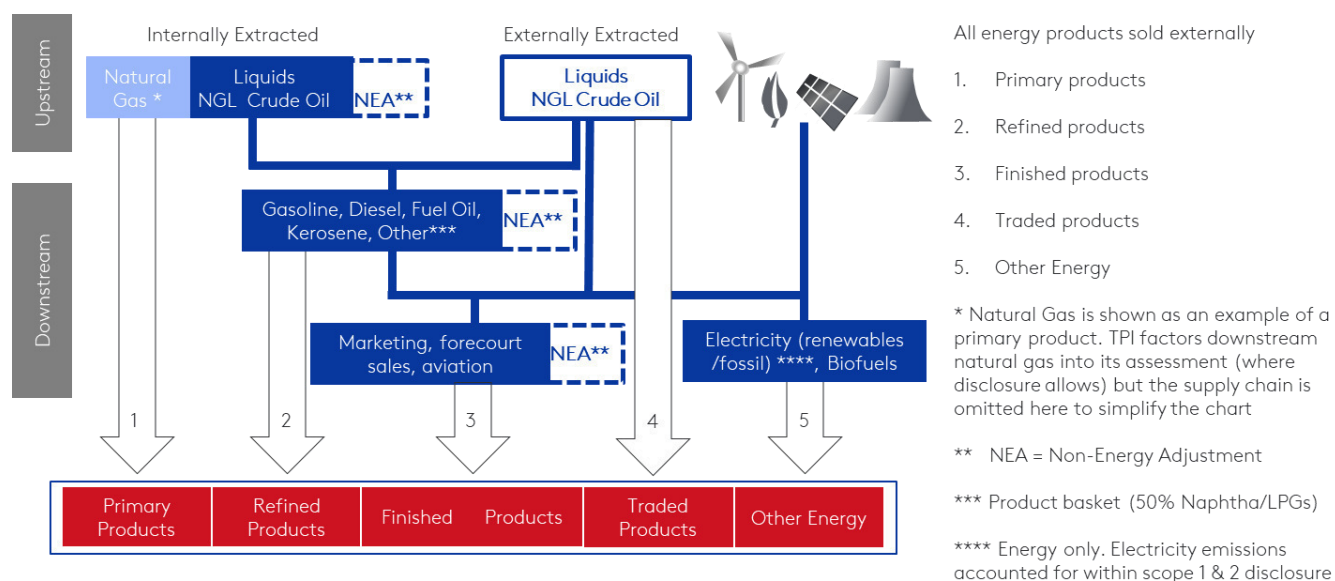 Upstream
Internally Extracted
Externally Extracted
Natural
Gas *
Liquids
NGL Crude Oil
NEA**
Liquids
NGL Crude Oil
Downstream
Gasoline, Diesel, Fuel Oil,
Kerosene, Other***
NEA**
Marketing, forecourt
sales, aviation
NEA**
Electricity (renewables
/fossil) ****, Biofuels
1
2
3
4
5
Primary
Products
Refined
Products
Finished Products
Traded
Products
Other Energy
All energy products sold externally
1. Primary products
2. Refined products
3. Finished products
4. Traded products
5. Other Energy
* Natural Gas is shown as an example of a
primary product. TPI factors downstream
natural gas into its assessment (where
disclosure allows) but the supply chain is
omitted here to simplify the chart
** NEA = Non-Energy Adjustment
*** Product basket (50% Naphtha/LPGs)
**** Energy only. Electricity emissions
accounted for within scope 1 & 2 disclosure